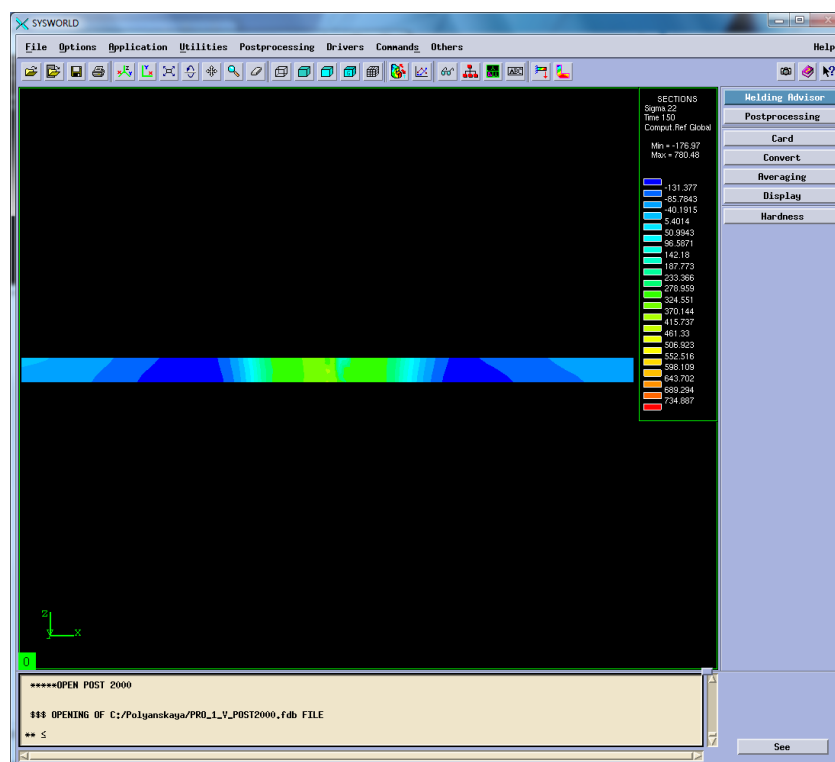 SYSWORLD
File Options Application Utilities Postprocessing Drivers Commands Others Help
ABC
SECTIONS
Sigma 22
Time 150
Comput.Ref Global
Min = -176.97
Max = 780.48
-131.377
-85.7843
-40.1915
5.4014
50.9943
96.5871
142.18
187.773
233.366
278.959
324.551
370.144
415.737
461.33
506.923
552.516
598.109
643.702
689.294
734.887
Welding Advisor
Postprocessing
Card
Convert
Averaging
Display
Hardness
z
y x
0
*****OPEN POST 2000
$$$ OPENING OF C:/Polyanskaya/PRO_1_V_POST2000.fdb FILE
** ≤
See